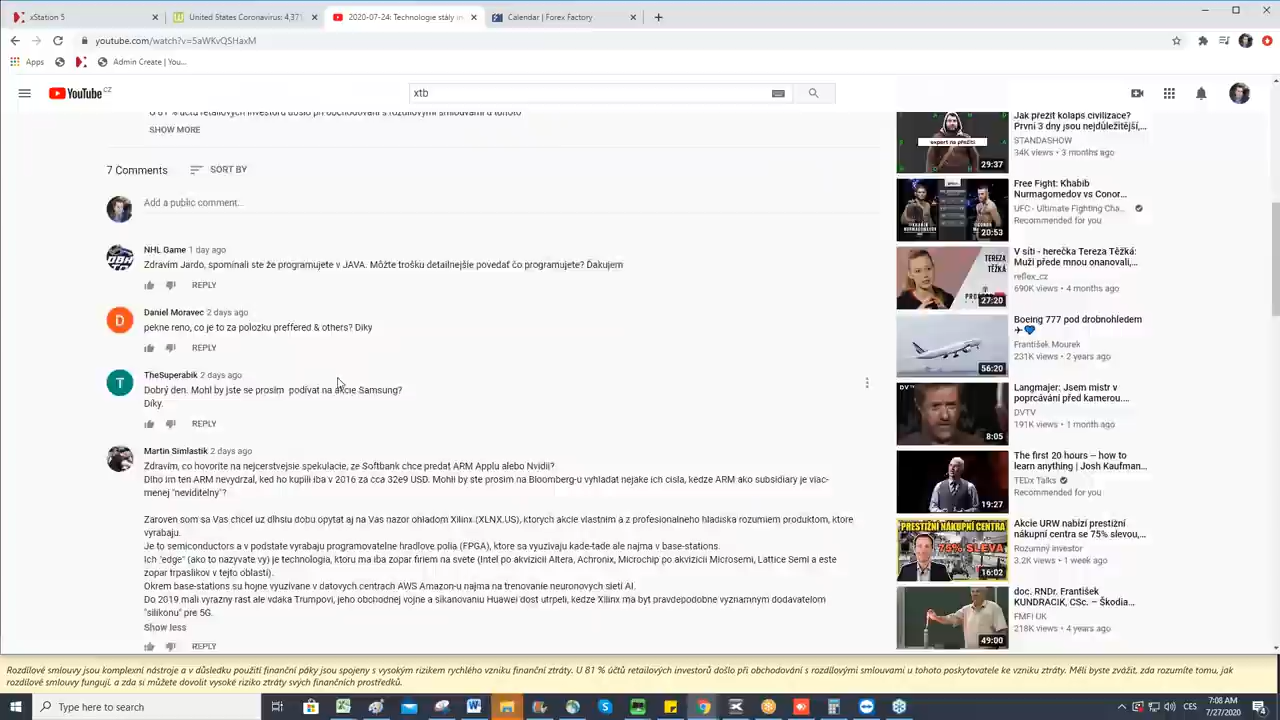 xStation 5
United States Coronavirus: 4,371
2020-07-24: Technologie stály in
Calendar | Forex Factory
youtube.com/watch?v=5aWKvQSHaxM
Apps
Admin Create | You...
YouTube CZ
xtb
SHOW MORE
7 Comments
SORT BY
Add a public comment...
NHL Game 1 day ago
Zdravím Jardo, spominali ste že programujete v JAVA. Môžte trošku detailnejšie povedať čo programujete? Ďakujem
REPLY
Daniel Moravec 2 days ago
pekne reno, co je to za polozku preffered & others? Diky
REPLY
TheSuperabik 2 days ago
Dobrý den. Mohl by jste se prosím podívat na akcie Samsung?
Díky.
REPLY
Martin Simlastik 2 days ago
Zdravím, co hovorite na nejcerstvejsie spekulacie, ze Softbank chce predat ARM Applu alebo Nvidii?
Dlho im ten ARM nevydrzal, ked ho kupili iba v 2016 za cca 32e9 USD. Mohli by ste prosim na Bloomberg-u vyhladat nejake ich cisla, kedze ARM ako subsidiary je viac-
menej "neviditelny"?
Zaroven som sa Vas chcel uz dlhsiu dobu opytat aj na Vas nazor ohladom Xilinx (XLNX.US), ktorych akcie vlastnim a z profesionalneho hladiska rozumiem produktom, ktore
vyrabaju.
Je to semiconductors a v podstate vyrabaju programovatelne hradlove polia (FPGA), ktore sa vyuzivaju kade-tade ale najma v base-stations.
Ich "edge" (ako to nazyvate vy) je technologia, ktoru ma iba zopar firiem na svete (Intel po akvizicii Altery, Achronix, Microchip po akvizicii Microsemi, Lattice Semi a este
zopar trpaslikov v tejto oblasti).
Okrem base-stations su hojne vyuzivane v datovych centrach AWS Amazon-u najma na trenovanie neuronovych sieti AI.
Do 2019 mali vyrazny rast ale vdaka Trumpovi, jeho obchodnej vojne a sikanovaniu Huawei dost utrpeli, kedze Xilinx ma byt pravdepodobne vyznamnym dodavatelom
"silikonu" pre 5G.
Show less
REPLY
expert na přežití
29:37
Jak přežít kolaps civilizace?
První 3 dny jsou nejdůležitější,...
STANDASHOW
34K views • 3 months ago
20:53
Free Fight: Khabib
Nurmagomedov vs Conor...
UFC - Ultimate Fighting Cha...
Recommended for you
TEREZA
TĚŽKÁ
27:20
V síti - herečka Tereza Těžká:
Muži přede mnou onanovali,...
reflex_cz
690K views • 4 months ago
56:20
Boeing 777 pod drobnohledem
František Mourek
231K views • 2 years ago
DVTV
8:05
Langmajer: Jsem mistr v
poprcávání před kamerou....
DVTV
191K views • 1 month ago
19:27
The first 20 hours -- how to
learn anything | Josh Kaufman...
TEDx Talks
Recommended for you
PRESTIŽNÍ NÁKUPNÍ CENTRA
75% SLEVA
16:02
Akcie URW nabízí prestižní
nákupní centra se 75% slevou,...
Rozumný investor
3.2K views • 1 week ago
49:00
doc. RNDr. František
KUNDRACIK, CSc. – Škodia...
FMFI UK
218K views • 4 years ago
Rozdílové smlouvy jsou komplexní nástroje a v důsledku použití finanční páky jsou spojeny s vysokým rizikem rychlého vzniku finanční ztráty. U 81 % účtů retailových investorů došlo při obchodování s rozdílovými smlouvami u tohoto poskytovatele ke vzniku ztráty. Měli byste zvážit, zda rozumíte tomu, jak
rozdílové smlouvy fungují, a zda si můžete dovolit vysoké riziko ztráty svých finančních prostředků.
Type here to search
CES
7:08 AM
7/27/2020